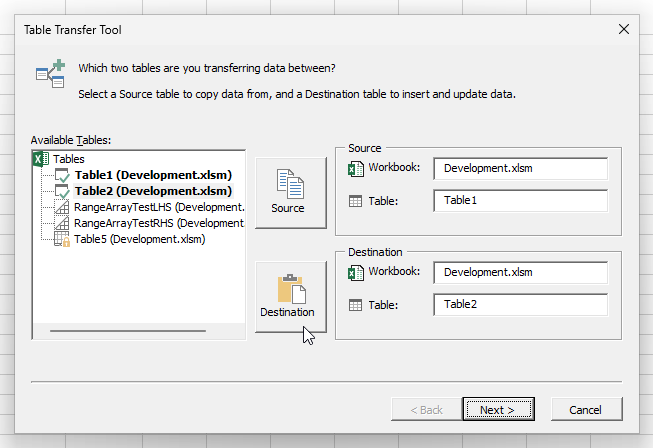 Table Transfer Tool
Which two tables are you transferring data between?
Select a Source table to copy data from, and a Destination table to insert and update data.
Available Tables:
Tables
Table1 (Development.xlsm)
Table2 (Development.xlsm)
RangeArrayTestLHS (Development.
RangeArrayTestRHS (Development
Table5 (Development.xlsm)
Source
Destination
Source
Workbook: Development.xlsm
Table: Table1
Destination
Workbook: Development.xlsm
Table: Table2
< Back Next > Cancel